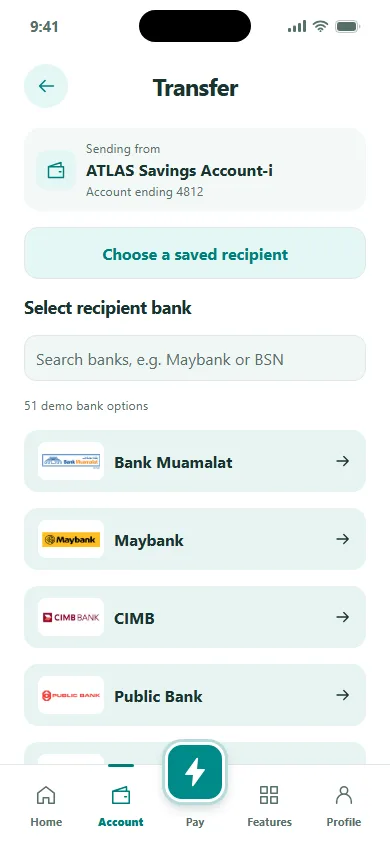 9:41
Transfer
Sending from
ATLAS Savings Account-i
Account ending 4812
Choose a saved recipient
Select recipient bank
Search banks, e.g. Maybank or BSN
51 demo bank options
Bank Muamalat
Bank Muamalat
Maybank
Maybank
CIMB BANK
CIMB
PUBLIC BANK
Public Bank
Home
Account
Pay
Features
Profile